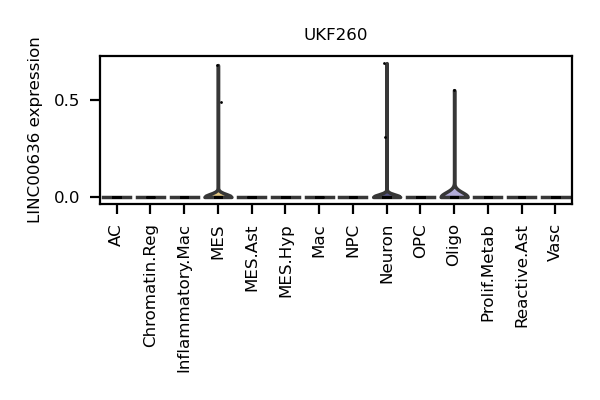 UKF260
LINC00636 expression
0.5
0.0
AC
Chromatin.Reg
Inflammatory.Mac
MES
MES.Ast
MES.Hyp
Mac
NPC
Neuron
OPC
Oligo
Prolif.Metab
Reactive.Ast
Vasc